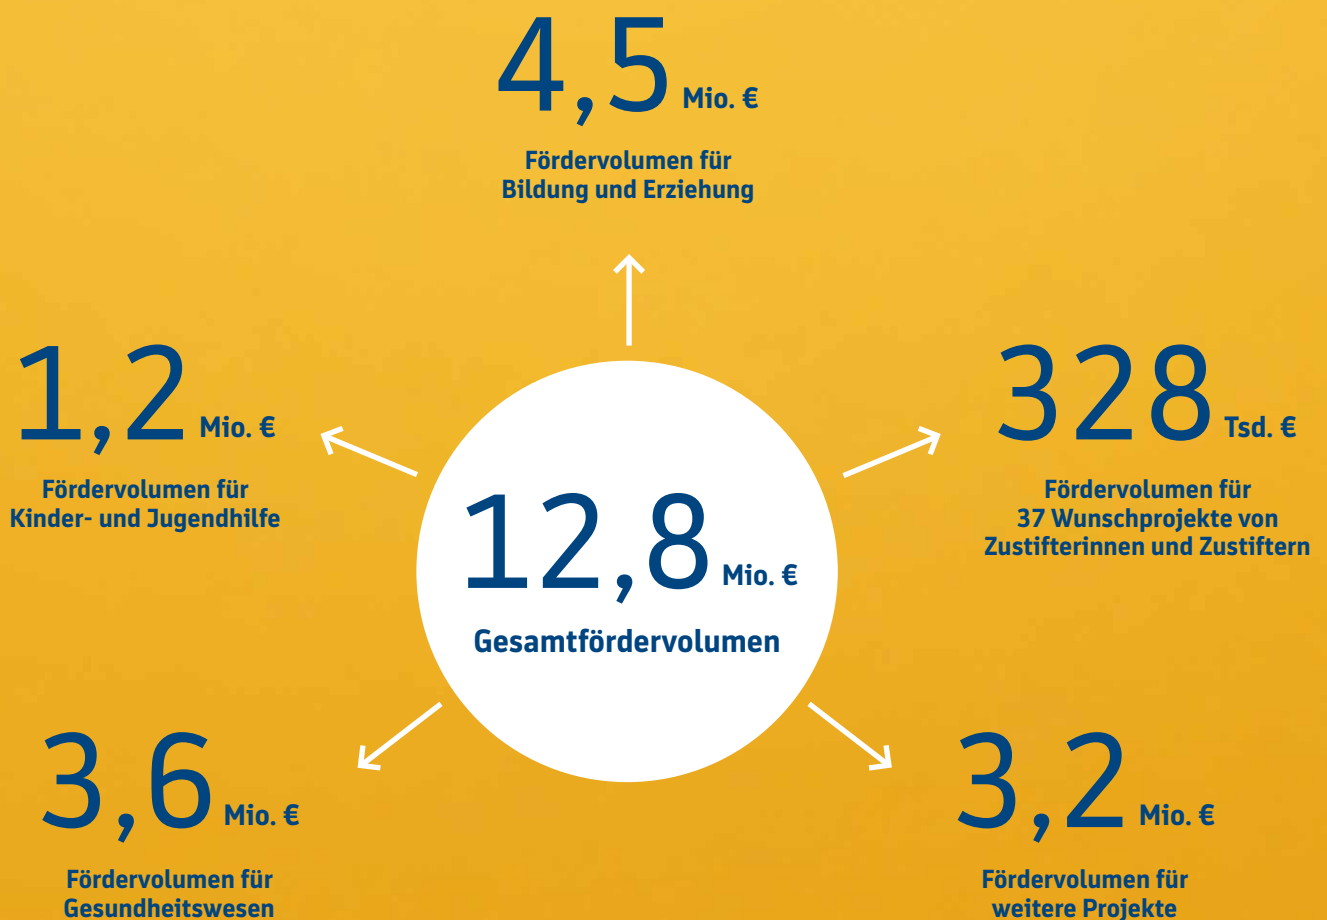 4,5 Mio. €
Fördervolumen für
Bildung und Erziehung
1,2 Mio. €
Fördervolumen für
Kinder- und Jugendhilfe
328 Tsd. €
Fördervolumen für
37 Wunschprojekte von
Zustifterinnen und Zustiftern
12,8 Mio. €
Gesamtfördervolumen
3,6 Mio. €
Fördervolumen für
Gesundheitswesen
3,2 Mio. €
Fördervolumen für
weitere Projekte